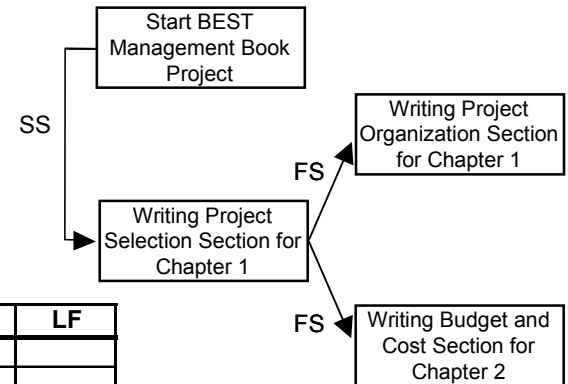 Start BEST
Management Book
Project
SS
Writing Project
Organization Section
for Chapter 1
FS
Writing Project
Selection Section for
Chapter 1
LF
FS
Writing Budget and
Cost Section for
Chapter 2